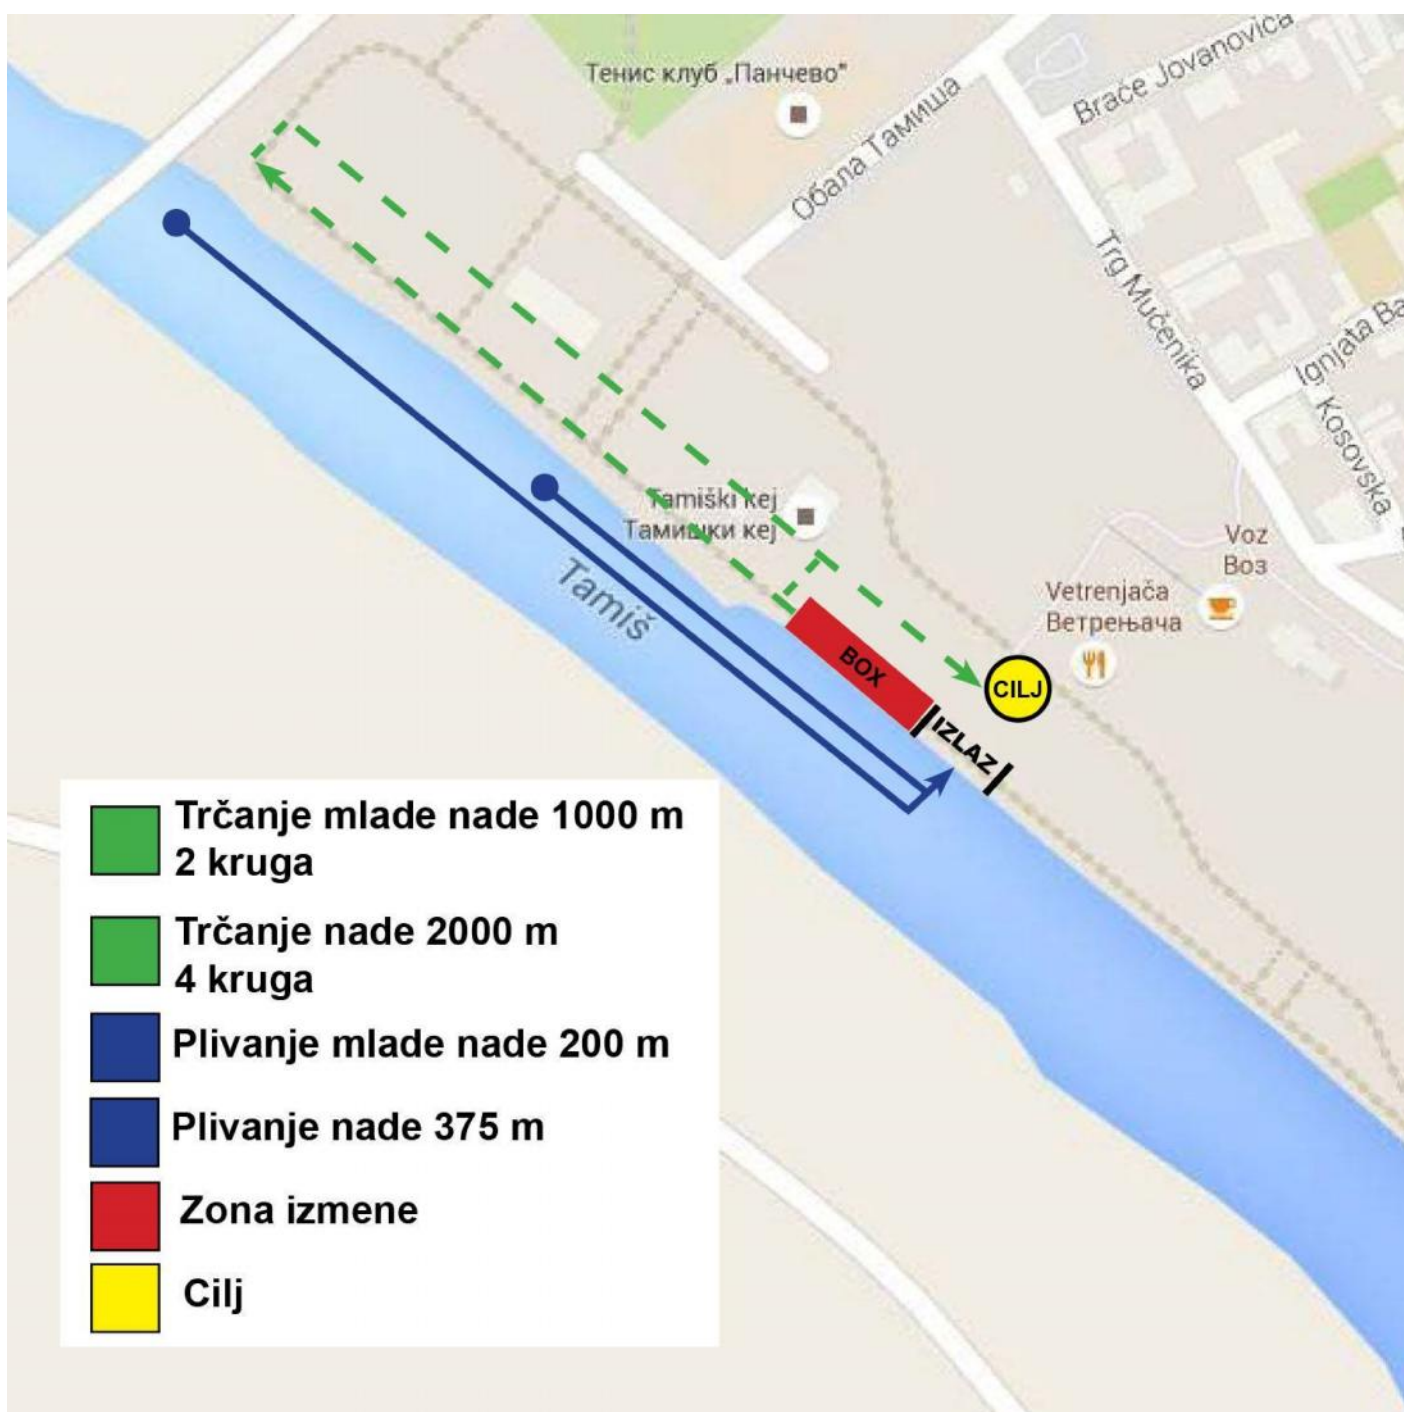 Тенис клуб „Панчево"
Обала Тамиша
Braće Jovanovića
Trg Mučenika
Ignjata Ba
Kosovska
Tamiški kej
Тамишки кеј
Tamiš
Voz
Воз
Vetrenjača
Ветрењача
BOX
CILJ
IZLAZ
Trčanje mlade nade 1000 m
2 kruga
Trčanje nade 2000 m
4 kruga
Plivanje mlade nade 200 m
Plivanje nade 375 m
Zona izmene
Cilj